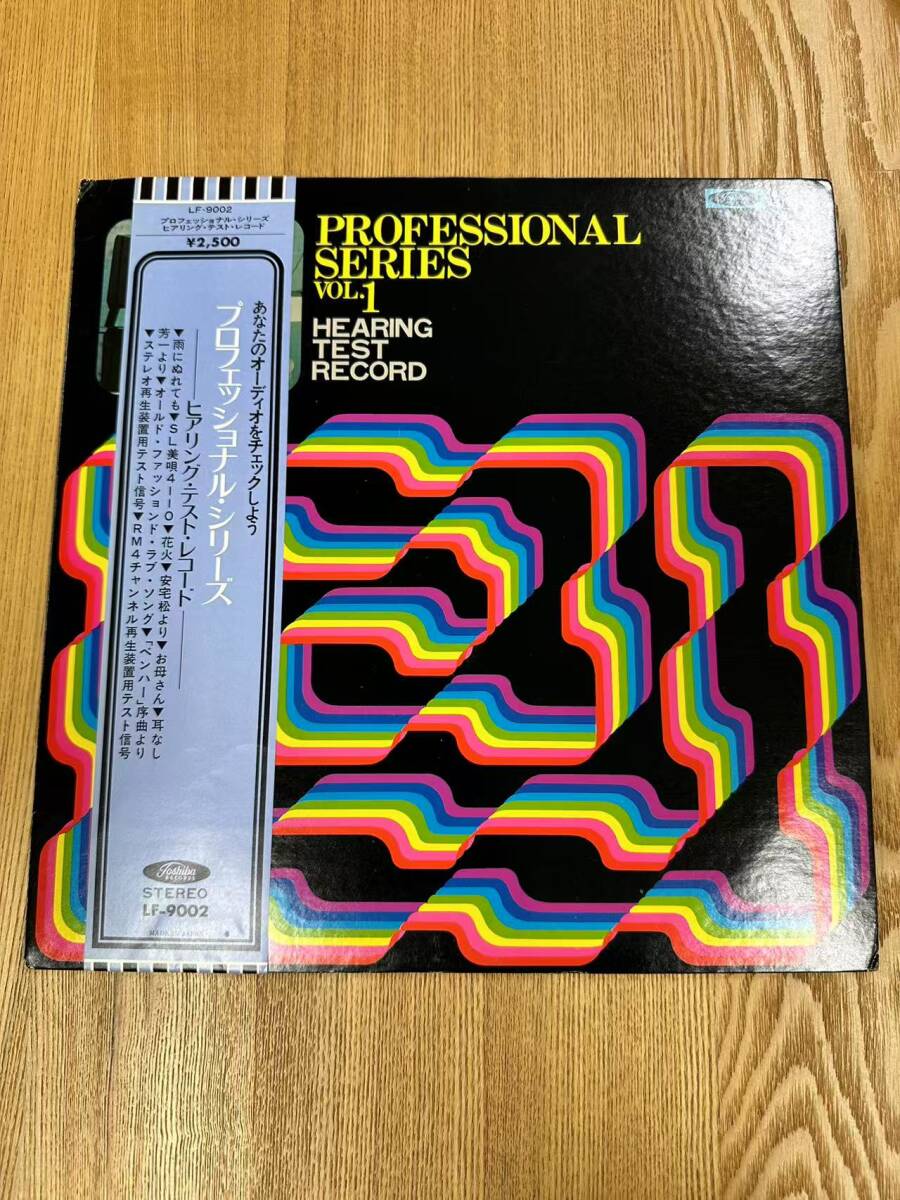 LF-9002
プロフェッショナル・シリーズ
ヒアリング・テスト・レコード
¥2,500
あなたのオーディオをチェックしよう
プロフェッショナル・シリーズ
ヒアリング・テスト・レコード
▼雨にぬれても▼SL美唄4110▼花火▼安宅松より▼お母さん▼耳なし
芳一より▼オールド・ファッションド・ラブ・ソング▼「ベンハー」序曲より
▼ステレオ再生装置用テスト信号▼RM4チャンネル再生装置用テスト信号
Toshiba
RECORDS
STEREO
LF-9002
MADE IN JAPAN
PROFESSIONAL
SERIES
VOL.1
HEARING
TEST
RECORD
Toshiba